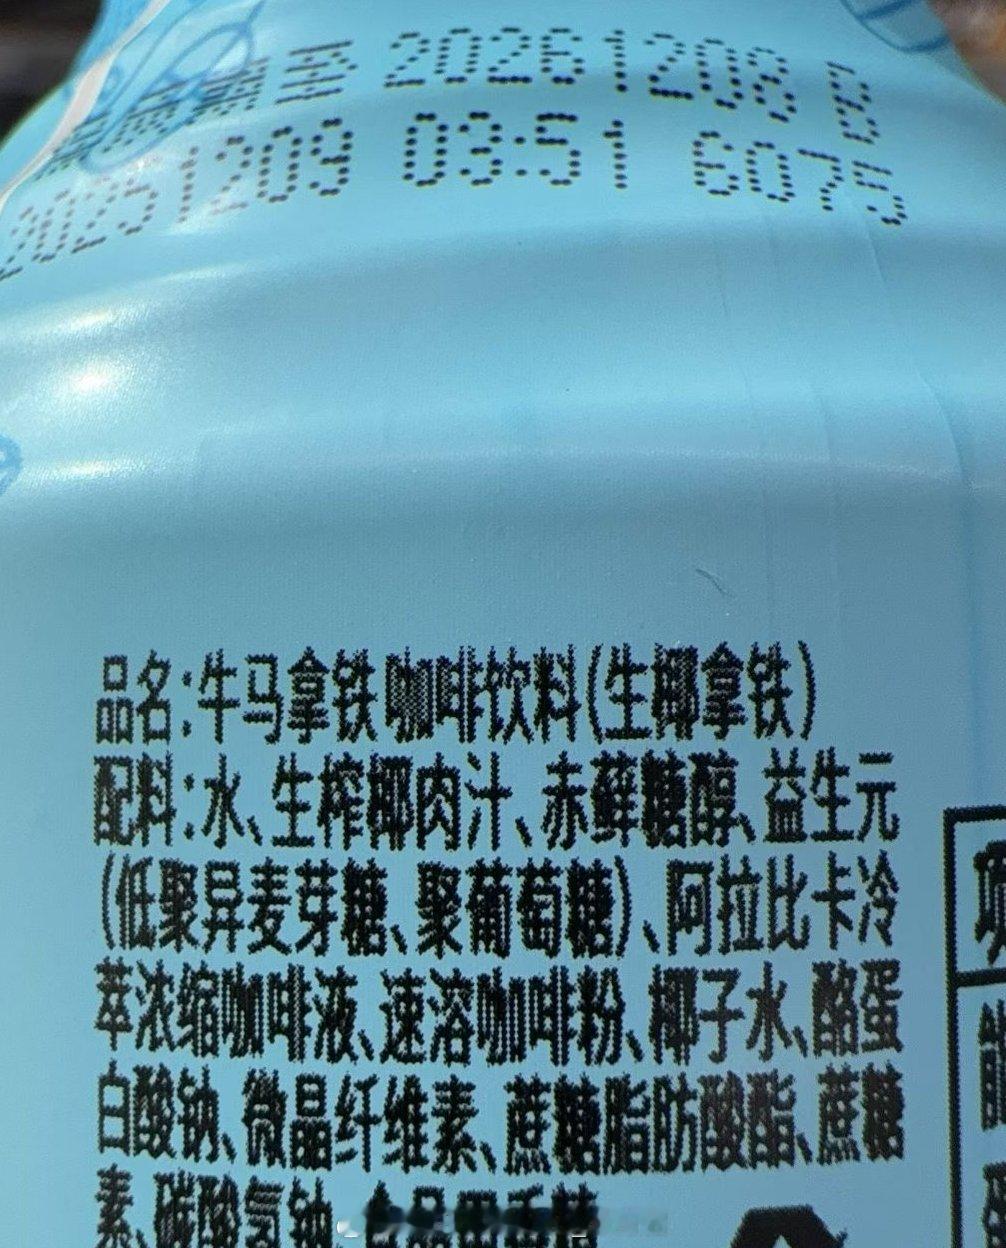 至 20261208 B
20251209 03:51 6075
品名:牛马拿铁咖啡饮料(生椰拿铁)
配料:水、生榨椰肉汁、赤藓糖醇、益生元
(低聚异麦芽糖、聚葡萄糖)、阿拉比卡冷
萃浓缩咖啡液、速溶咖啡粉、椰子水、酪蛋
白酸钠、微晶纤维素、蔗糖脂肪酸酯、蔗糖
素、碳酸氢钠